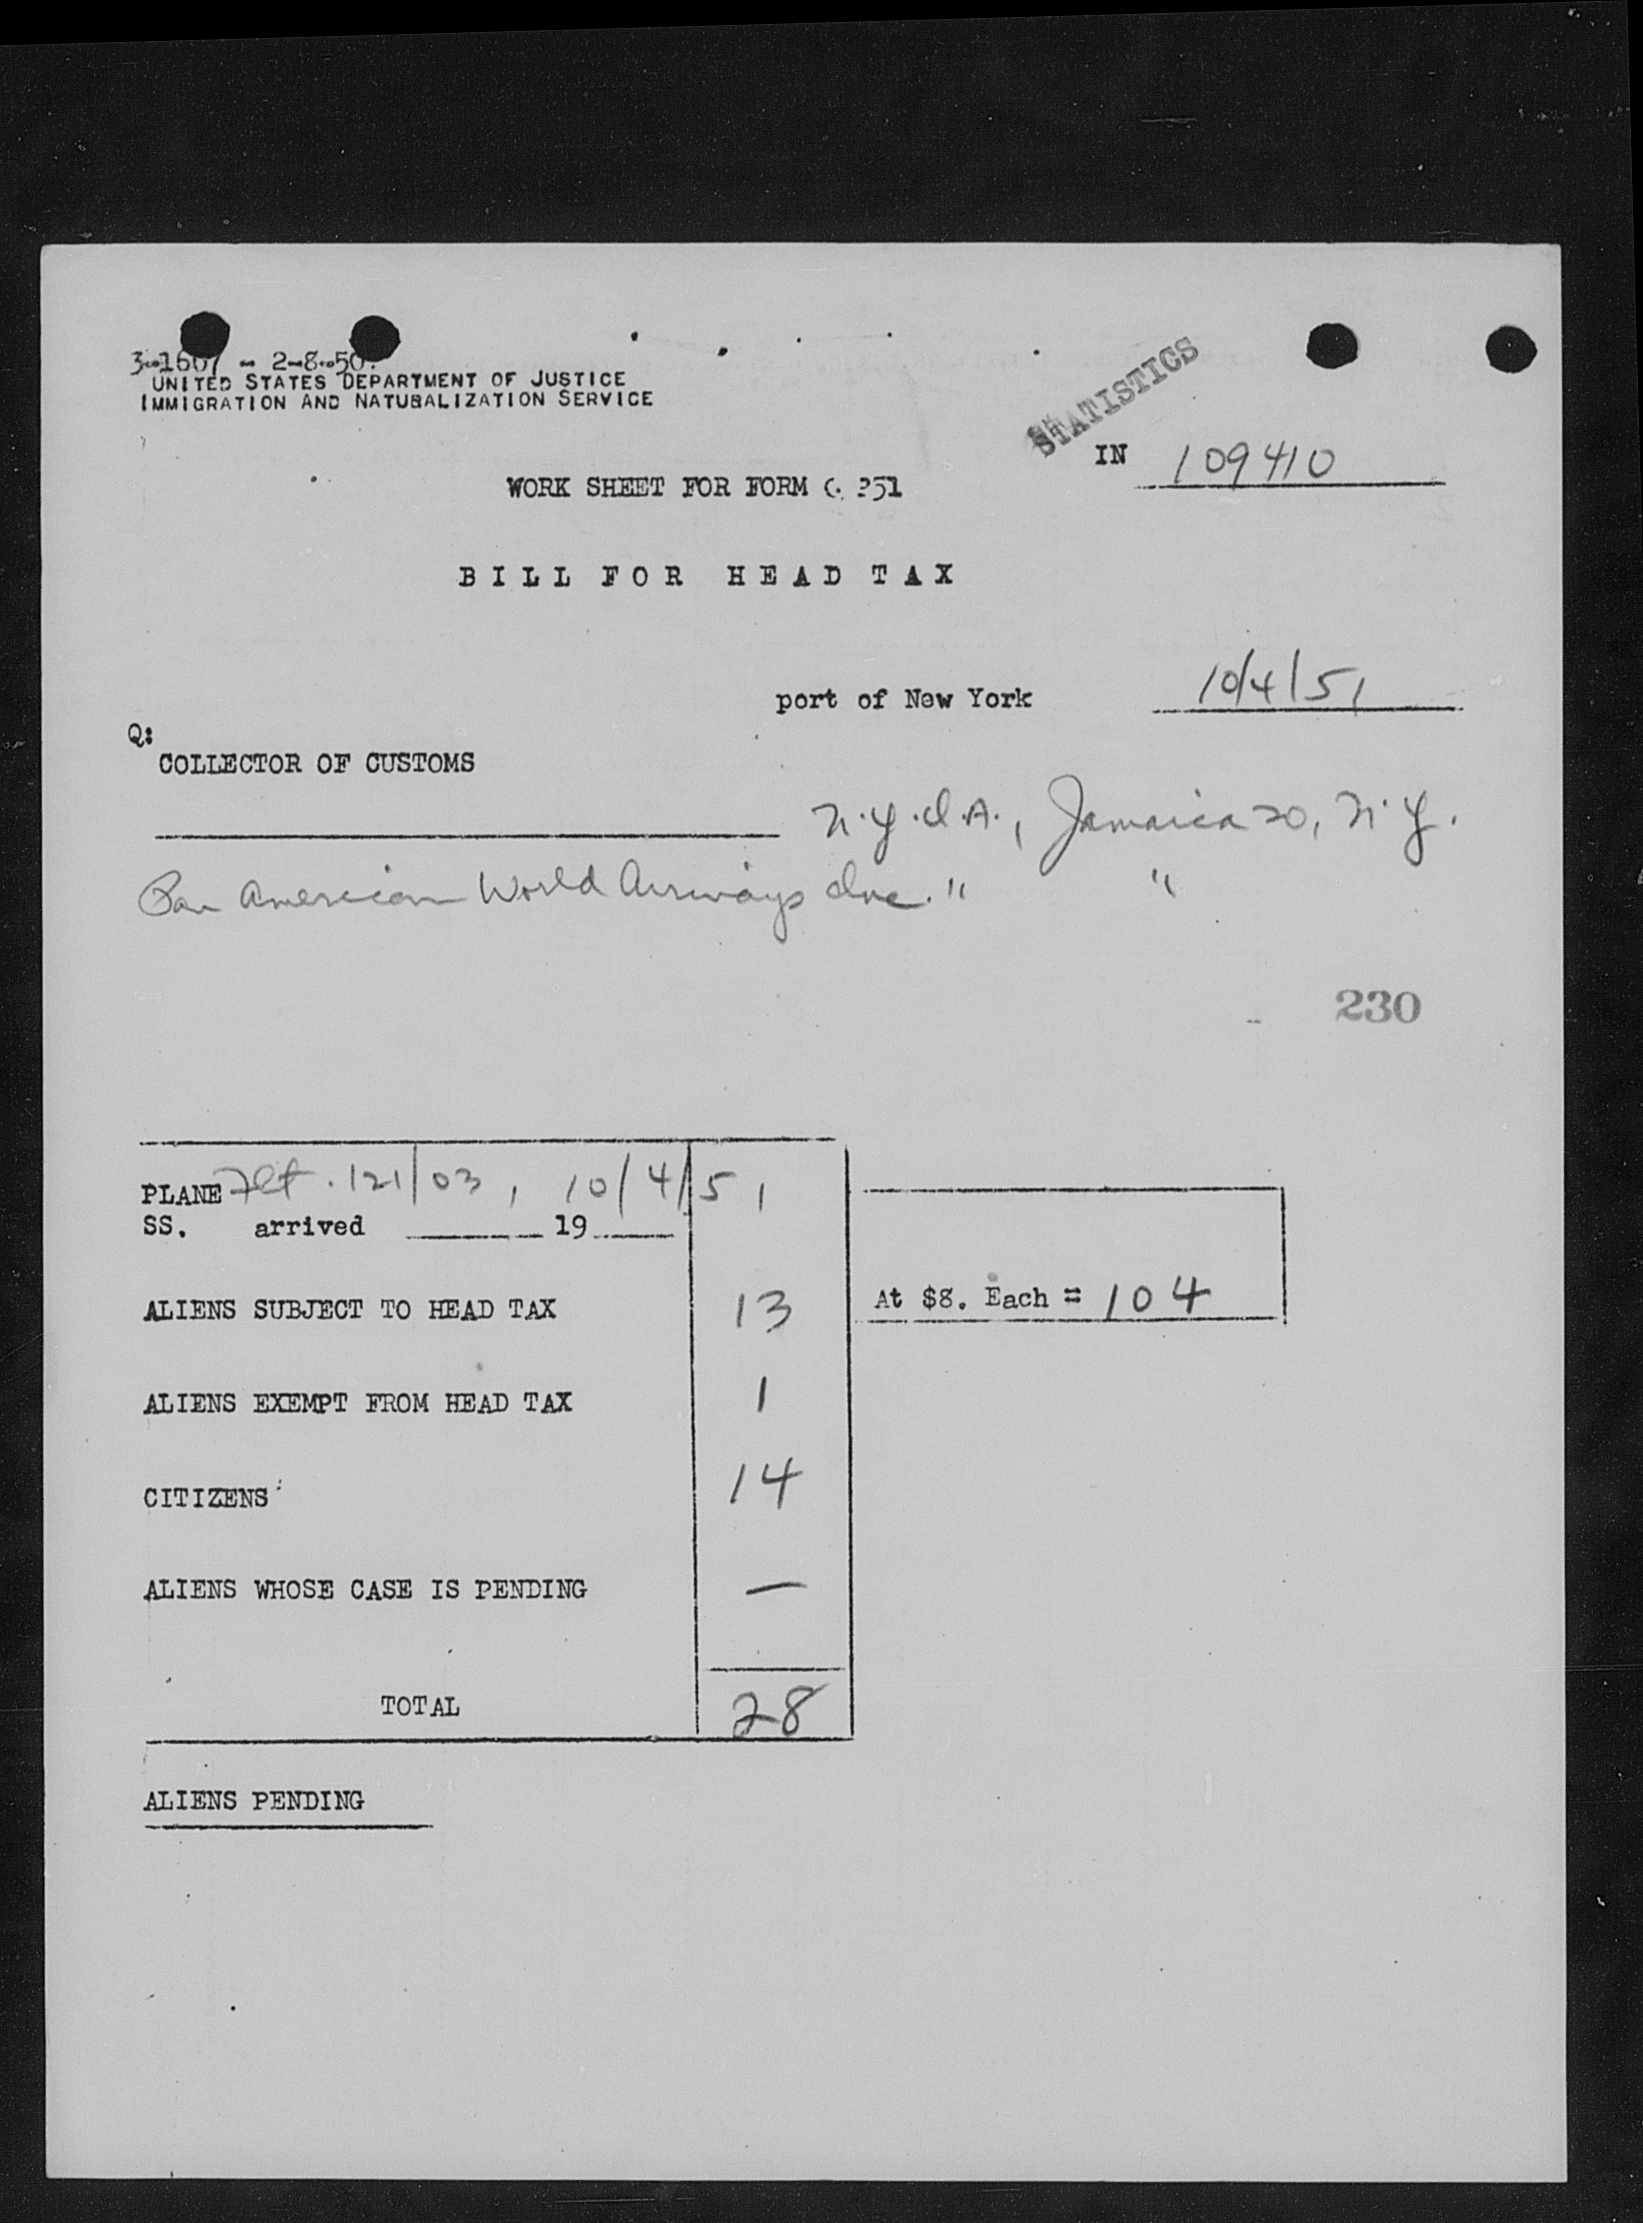 3-1607 - 2-8-50.
UNITED STATES DEPARTMENT OF JUSTICE
IMMIGRATION AND NATURALIZATION SERVICE
STATISTICS
IN 109410
WORK SHEET FOR FORM 351
BILL FOR HEAD TAX
port of New York 10/4/51
Q:
COLLECTOR OF CUSTOMS
N.Y.I.A., Jamaica 30, N.Y.
Pan American World Airways Inc. " "
230
PLANE Flt. 121/03, 10/4/51
SS. arrived 19
ALIENS SUBJECT TO HEAD TAX 13 At $8. Each = 104
ALIENS EXEMPT FROM HEAD TAX 1
CITIZENS 14
ALIENS WHOSE CASE IS PENDING —
TOTAL 28
ALIENS PENDING